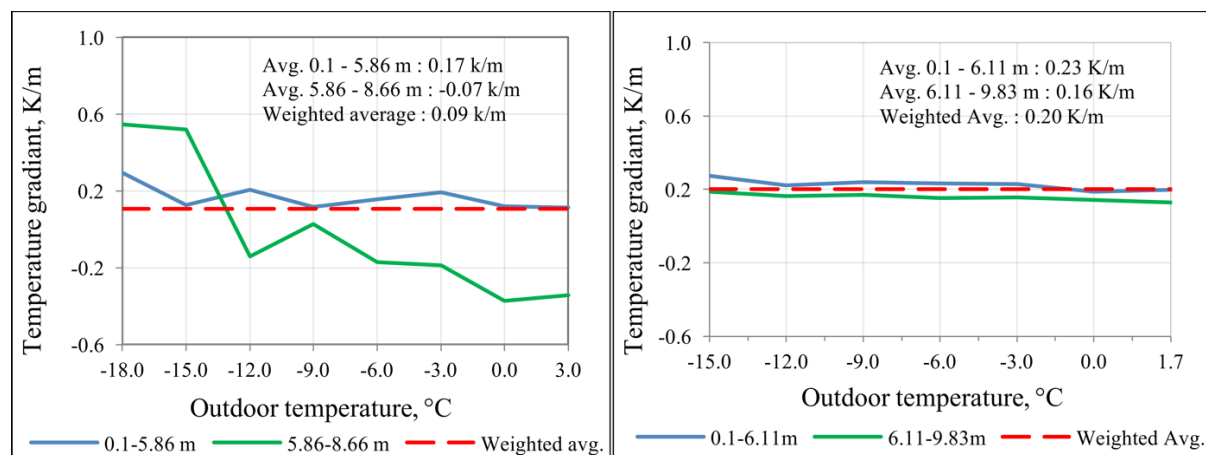 1.0
0.6
0.2
-0.2
-0.6
Temperature gradiant, K/m
Avg. 0.1 - 5.86 m : 0.17 k/m
Avg. 5.86 - 8.66 m : -0.07 k/m
Weighted average : 0.09 k/m
-18.0 -15.0 -12.0 -9.0 -6.0 -3.0 0.0 3.0
Outdoor temperature, °C
0.1-5.86 m 5.86-8.66 m Weighted avg.
1.0
0.6
0.2
-0.2
-0.6
Temperature gradiant, K/m
Avg. 0.1 - 6.11 m : 0.23 K/m
Avg. 6.11 - 9.83 m : 0.16 K/m
Weighted Avg. : 0.20 K/m
-15.0 -12.0 -9.0 -6.0 -3.0 0.0 1.7
Outdoor temperature, °C
0.1-6.11m 6.11-9.83m Weighted Avg.